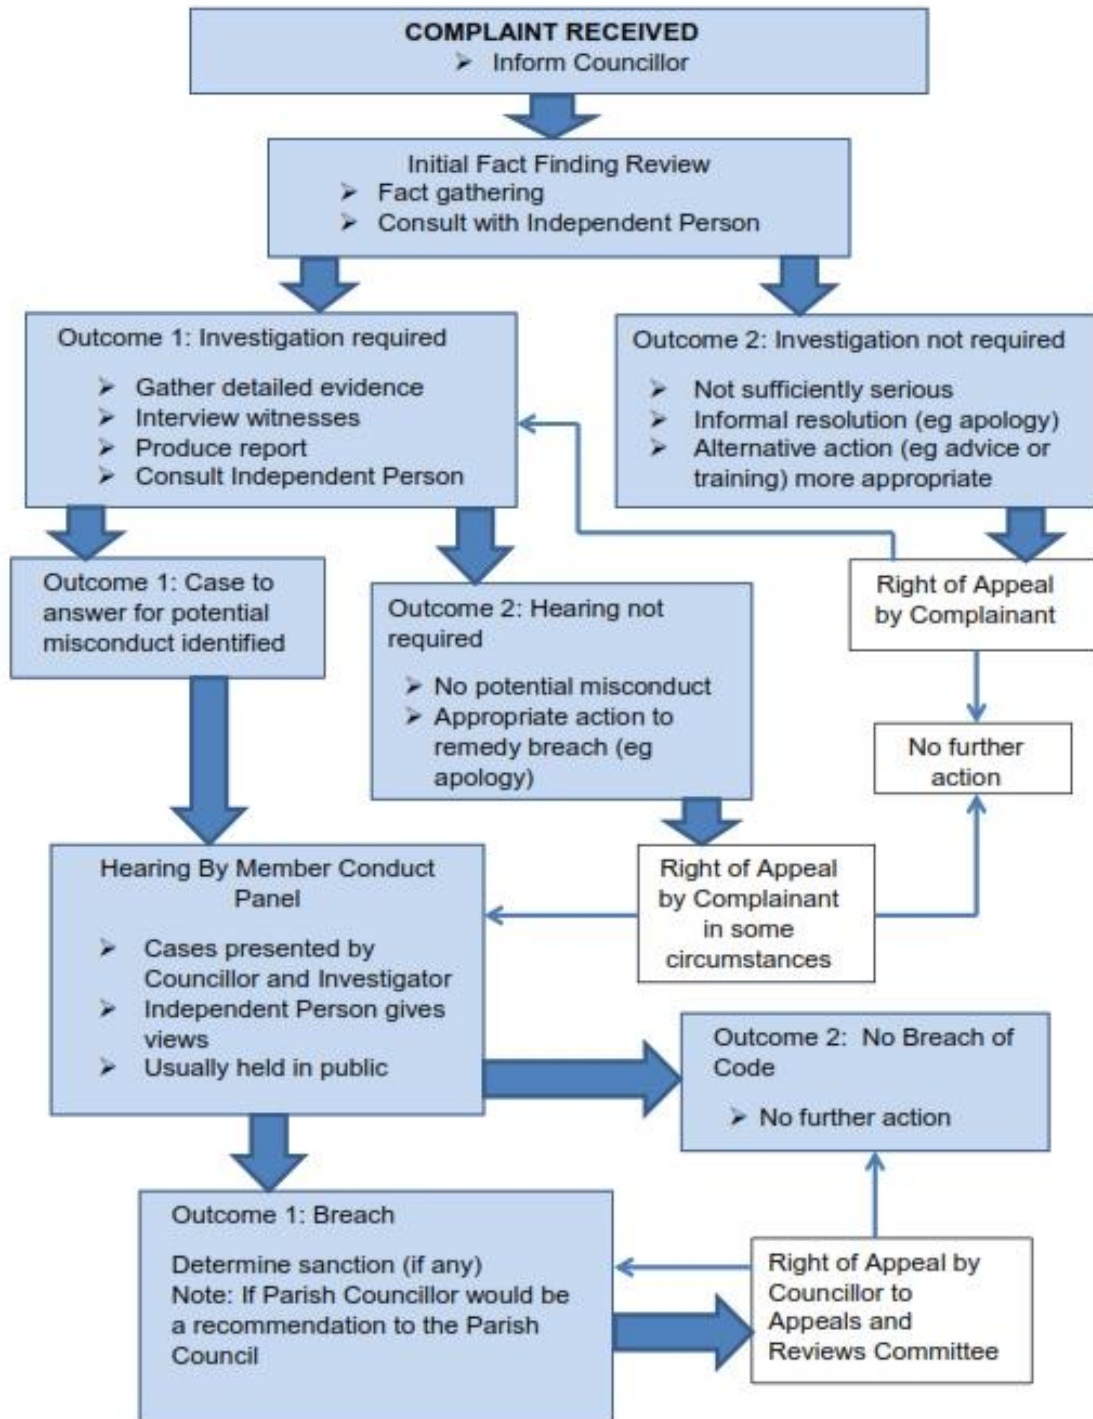 COMPLAINT RECEIVED
➢ Inform Councillor
Initial Fact Finding Review
➢ Fact gathering
➢ Consult with Independent Person
Outcome 1: Investigation required
➢ Gather detailed evidence
➢ Interview witnesses
➢ Produce report
➢ Consult Independent Person
Outcome 2: Investigation not required
➢ Not sufficiently serious
➢ Informal resolution (eg apology)
➢ Alternative action (eg advice or
training) more appropriate
Outcome 1: Case to
answer for potential
misconduct identified
Outcome 2: Hearing not
required
➢ No potential misconduct
➢ Appropriate action to
remedy breach (eg
apology)
Right of Appeal
by Complainant
No further
action
Hearing By Member Conduct
Panel
➢ Cases presented by
Councillor and Investigator
➢ Independent Person gives
views
➢ Usually held in public
Right of Appeal
by Complainant
in some
circumstances
Outcome 2: No Breach of
Code
➢ No further action
Outcome 1: Breach
Determine sanction (if any)
Note: If Parish Councillor would be
a recommendation to the Parish
Council
Right of Appeal by
Councillor to
Appeals and
Reviews Committee